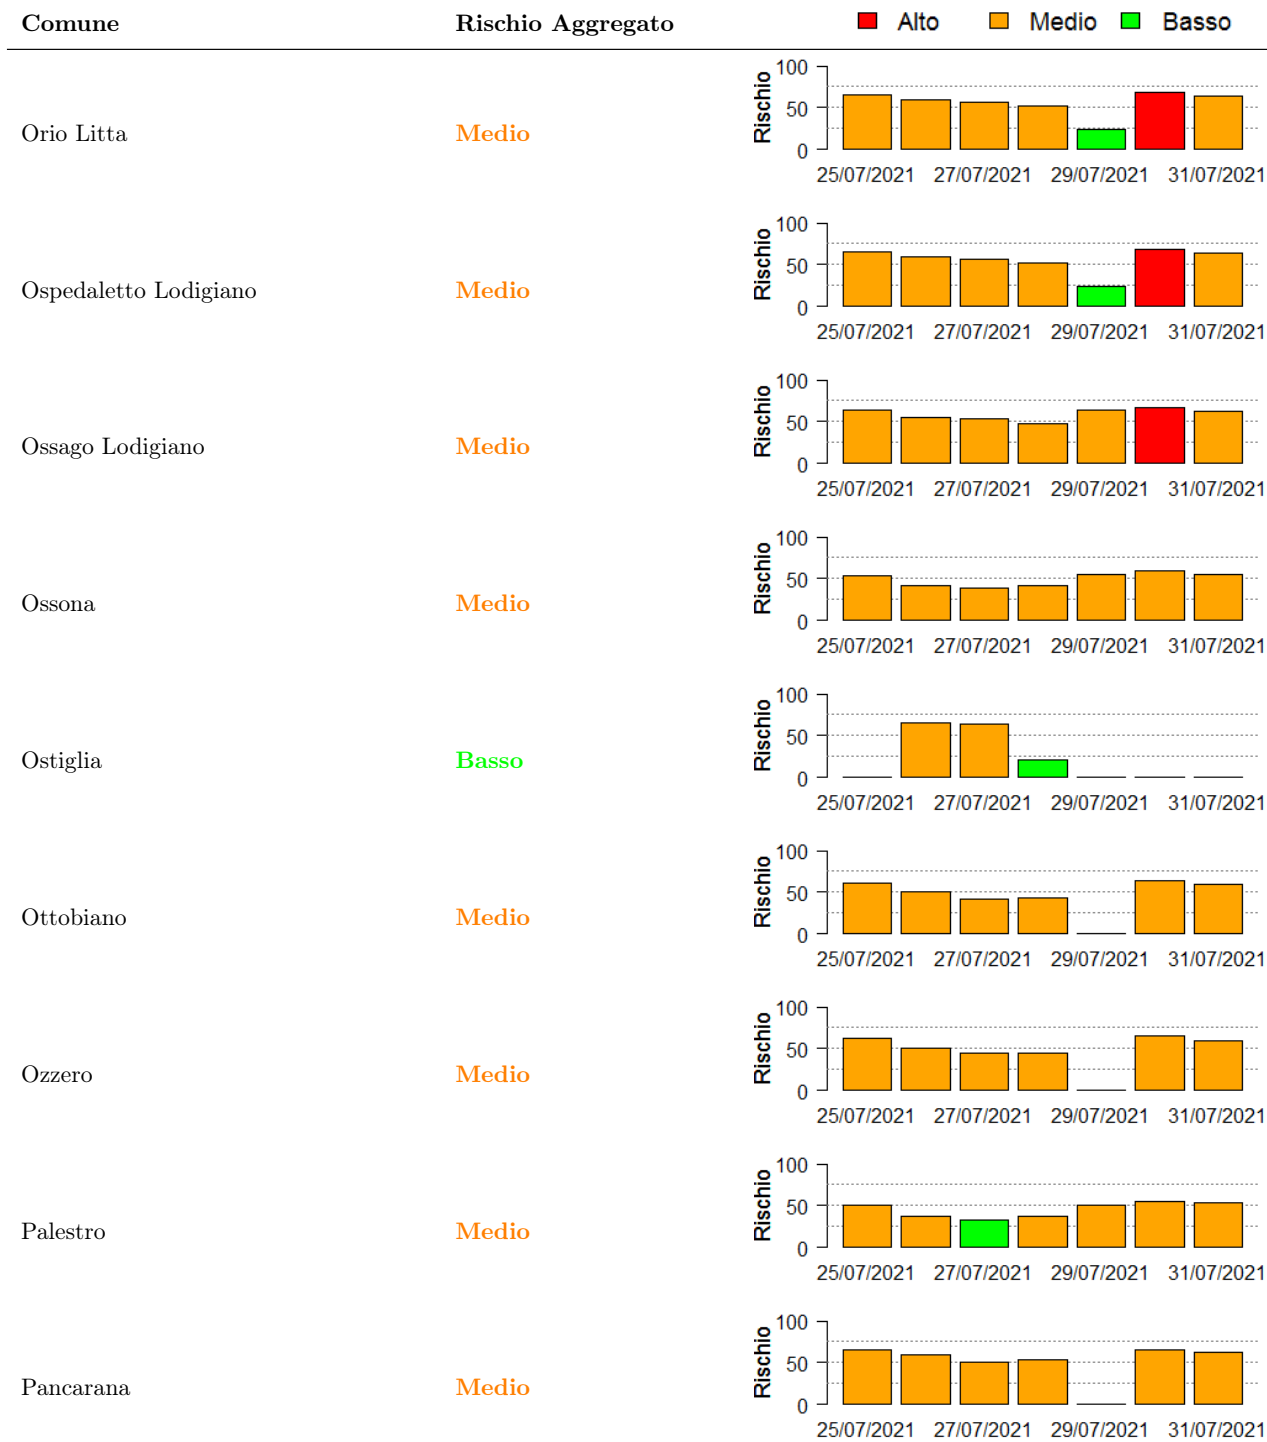 Comune Rischio Aggregato Alto Medio Basso
Orio Litta Medio Rischio 100 50 0
25/07/2021 27/07/2021 29/07/2021 31/07/2021
Ospedaletto Lodigiano Medio Rischio 100 50 0
25/07/2021 27/07/2021 29/07/2021 31/07/2021
Ossago Lodigiano Medio Rischio 100 50 0
25/07/2021 27/07/2021 29/07/2021 31/07/2021
Ossona Medio Rischio 100 50 0
25/07/2021 27/07/2021 29/07/2021 31/07/2021
Ostiglia Basso Rischio 100 50 0
25/07/2021 27/07/2021 29/07/2021 31/07/2021
Ottobiano Medio Rischio 100 50 0
25/07/2021 27/07/2021 29/07/2021 31/07/2021
Ozzero Medio Rischio 100 50 0
25/07/2021 27/07/2021 29/07/2021 31/07/2021
Palestro Medio Rischio 100 50 0
25/07/2021 27/07/2021 29/07/2021 31/07/2021
Pancarana Medio Rischio 100 50 0
25/07/2021 27/07/2021 29/07/2021 31/07/2021